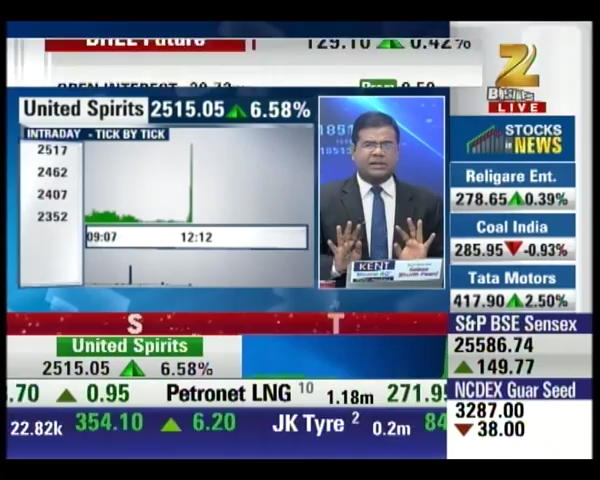 BHEL Future
129.10 0.42%
Z
LIVE
United Spirits 2515.05 6.58%
INTRADAY - TICK BY TICK
2517
2462
2407
2352
09:07 12:12
KENT
STOCKS
in NEWS
Religare Ent.
278.65 0.39%
Coal India
285.95 -0.93%
Tata Motors
417.90 2.50%
S&P BSE Sensex
25586.74
149.77
NCDEX Guar Seed
3287.00
38.00
S T
United Spirits
2515.05 6.58%
.70 0.95 Petronet LNG 10 1.18m 271.95
22.82k 354.10 6.20 JK Tyre 2 0.2m 84